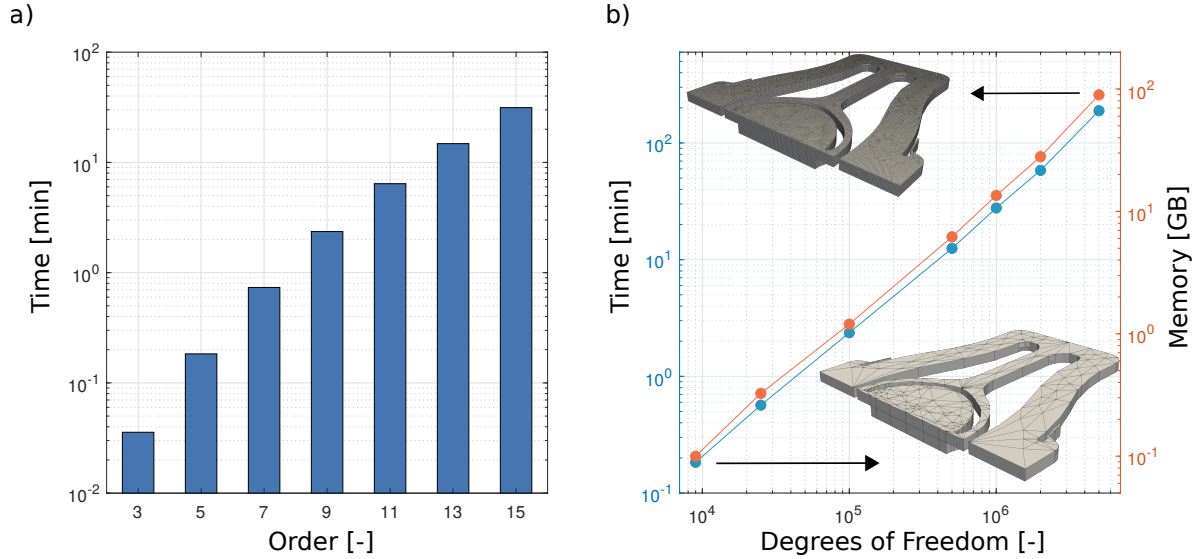 a)
10^2
10^1
10^0
10^-1
10^-2
Time [min]
3 5 7 9 11 13 15
Order [-]
b)
10^2
10^1
10^0
10^-1
Time [min]
10^2
10^1
10^0
10^-1
Memory [GB]
10^4 10^5 10^6
Degrees of Freedom [-]